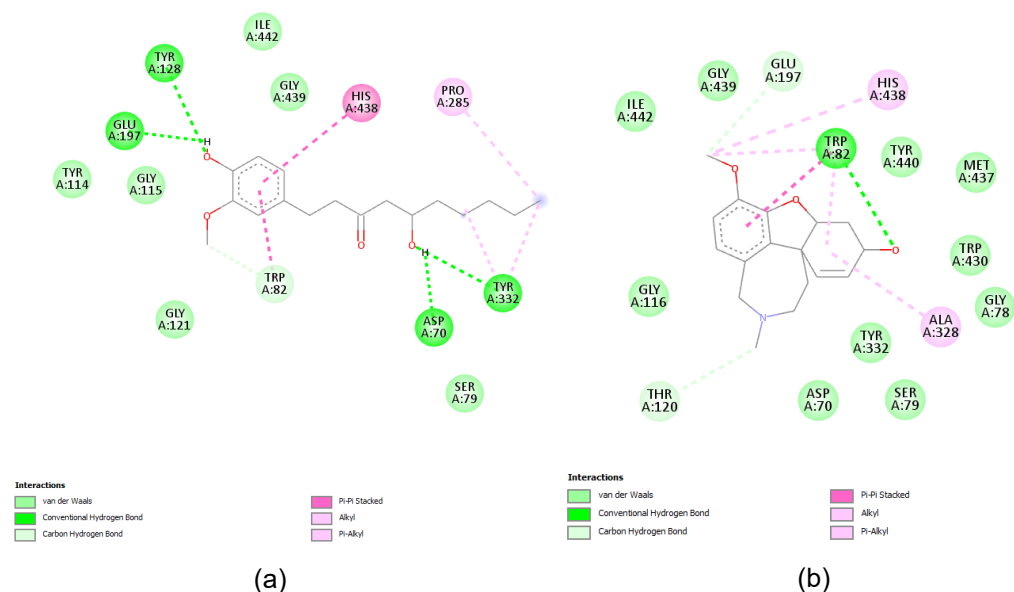 ILE
A:442
TYR
A:128
GLY
A:439
HIS
A:438
PRO
A:285
GLU
A:197
H
O
TYR
A:114
GLY
A:115
O
O
O
H
TRP
A:82
TYR
A:332
GLY
A:121
ASP
A:70
SER
A:79
Interactions
van der Waals
Conventional Hydrogen Bond
Carbon Hydrogen Bond
Pi-Pi Stacked
Alkyl
Pi-Alkyl
(a)
GLY
A:439
GLU
A:197
HIS
A:438
ILE
A:442
TRP
A:82
TYR
A:440
MET
A:437
O
O
O
TRP
A:430
GLY
A:116
GLY
A:78
N
ALA
A:328
TYR
A:332
THR
A:120
ASP
A:70
SER
A:79
Interactions
van der Waals
Conventional Hydrogen Bond
Carbon Hydrogen Bond
Pi-Pi Stacked
Alkyl
Pi-Alkyl
(b)